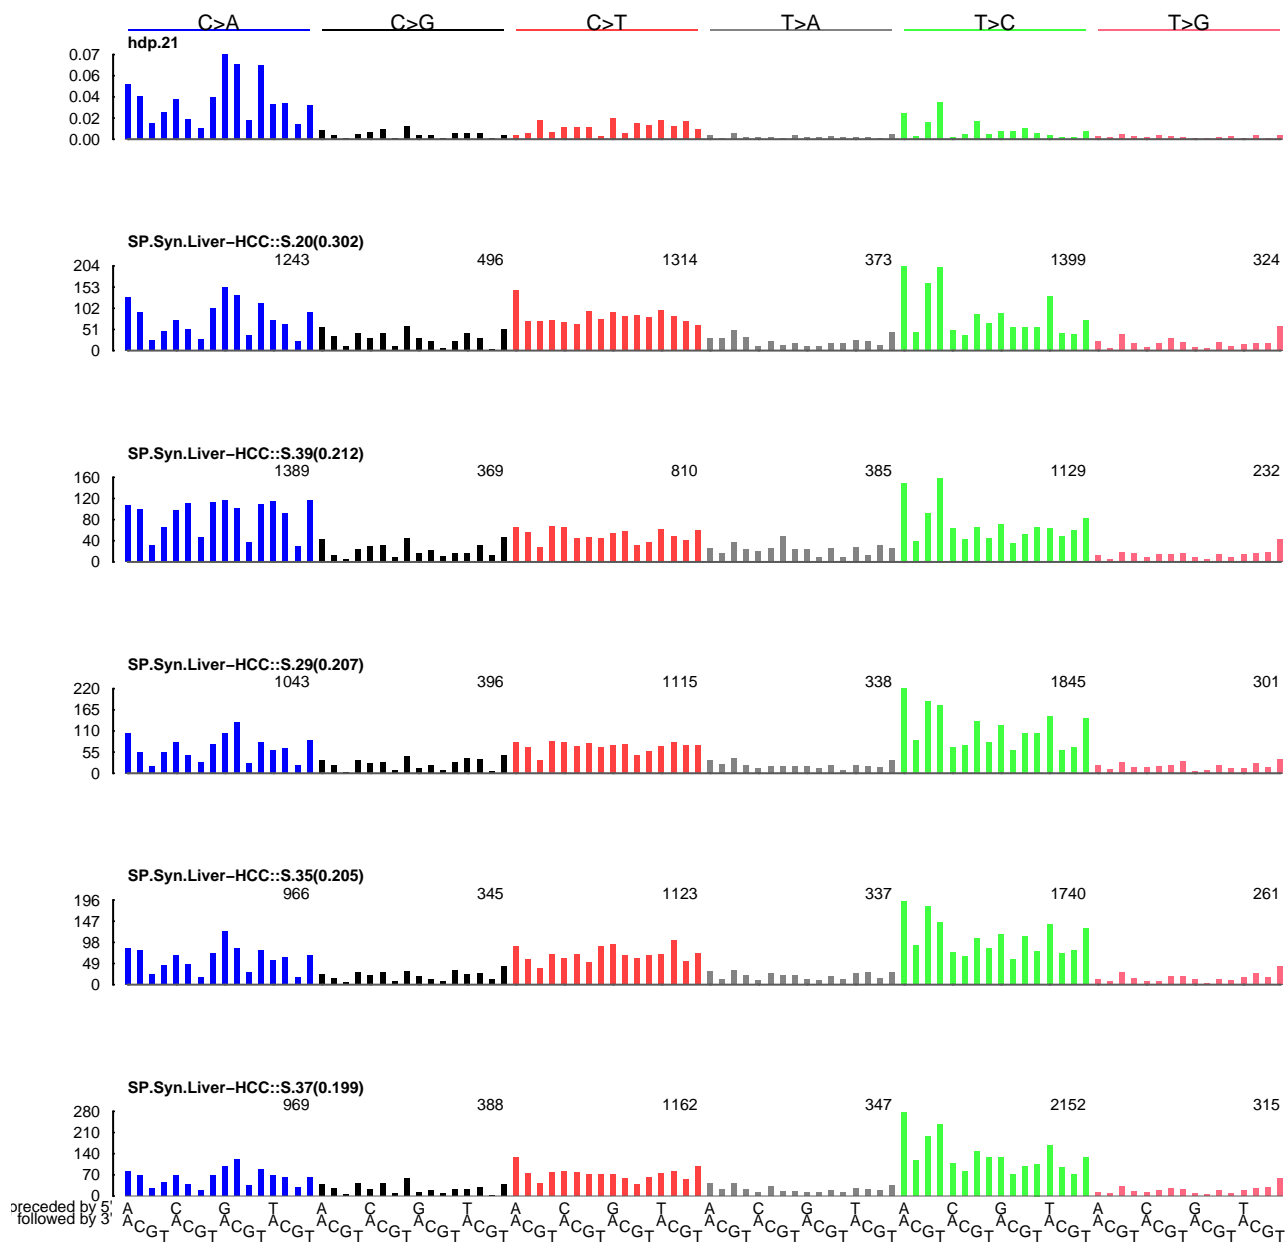 C>A C>G C>T T>A T>C T>G
hdp.21
0.07
0.06
0.04
0.02
0.00
SP.Syn.Liver−HCC::S.20(0.302)
1243 496 1314 373 1399 324
204
153
102
51
0
SP.Syn.Liver−HCC::S.39(0.212)
1389 369 810 385 1129 232
160
120
80
40
0
SP.Syn.Liver−HCC::S.29(0.207)
1043 396 1115 338 1845 301
220
165
110
55
0
SP.Syn.Liver−HCC::S.35(0.205)
966 345 1123 337 1740 261
196
147
98
49
0
SP.Syn.Liver−HCC::S.37(0.199)
969 388 1162 347 2152 315
280
210
140
70
0
preceded by 5' A C G T A C G T A C G T A C G T A C G T A C G T
followed by 3' A C G T A C G T A C G T A C G T A C G T A C G T A C G T A C G T A C G T A C G T A C G T A C G T A C G T A C G T A C G T A C G T A C G T A C G T A C G T A C G T A C G T A C G T A C G T A C G T